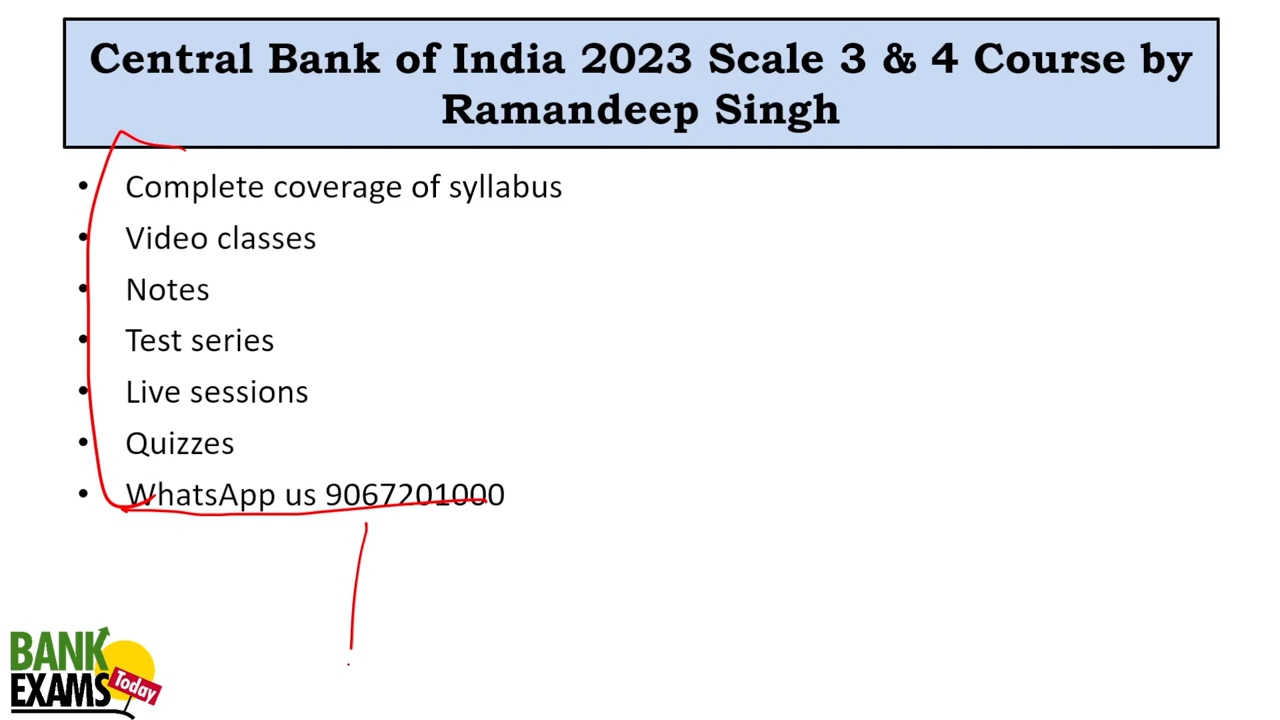 Central Bank of India 2023 Scale 3 & 4 Course by
Ramandeep Singh
• Complete coverage of syllabus
• Video classes
• Notes
• Test series
• Live sessions
• Quizzes
• WhatsApp us 9067201000
BANK
EXAMS
Today